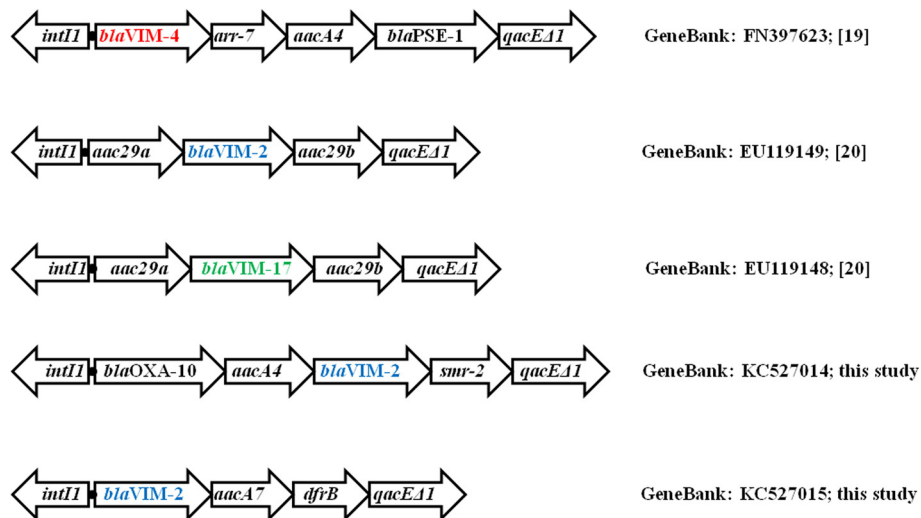 intI1 blaVIM-4 arr-7 aacA4 blaPSE-1 qacEΔ1 GeneBank: FN397623; [19]
intI1 aac29a blaVIM-2 aac29b qacEΔ1 GeneBank: EU119149; [20]
intI1 aac29a blaVIM-17 aac29b qacEΔ1 GeneBank: EU119148; [20]
intI1 blaOXA-10 aacA4 blaVIM-2 smr-2 qacEΔ1 GeneBank: KC527014; this study
intI1 blaVIM-2 aacA7 dfrB qacEΔ1 GeneBank: KC527015; this study